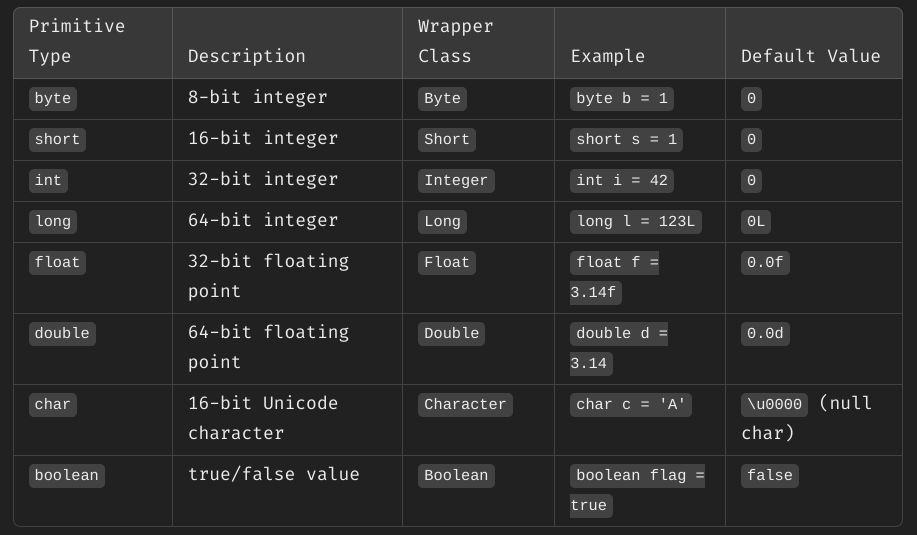 Primitive Type Description Wrapper Class Example Default Value
byte 8-bit integer Byte byte b = 1 0
short 16-bit integer Short short s = 1 0
int 32-bit integer Integer int i = 42 0
long 64-bit integer Long long l = 123L 0L
float 32-bit floating point Float float f = 3.14f 0.0f
double 64-bit floating point Double double d = 3.14 0.0d
char 16-bit Unicode character Character char c = 'A' \u0000 (null char)
boolean true/false value Boolean boolean flag = true false